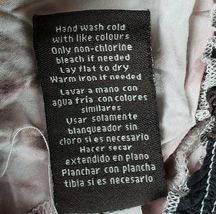 Hand wash cold
with like colours
Only non-chlorine
bleach if needed
Lay flat to dry
Warm iron if needed
Lavar a mano con
agua fria con colores
similares
Usar solamente
blanqueador sin
cloro si es necesario
Hacer secar
extendido en plano
Planchar con plancha
tibia si es necesario